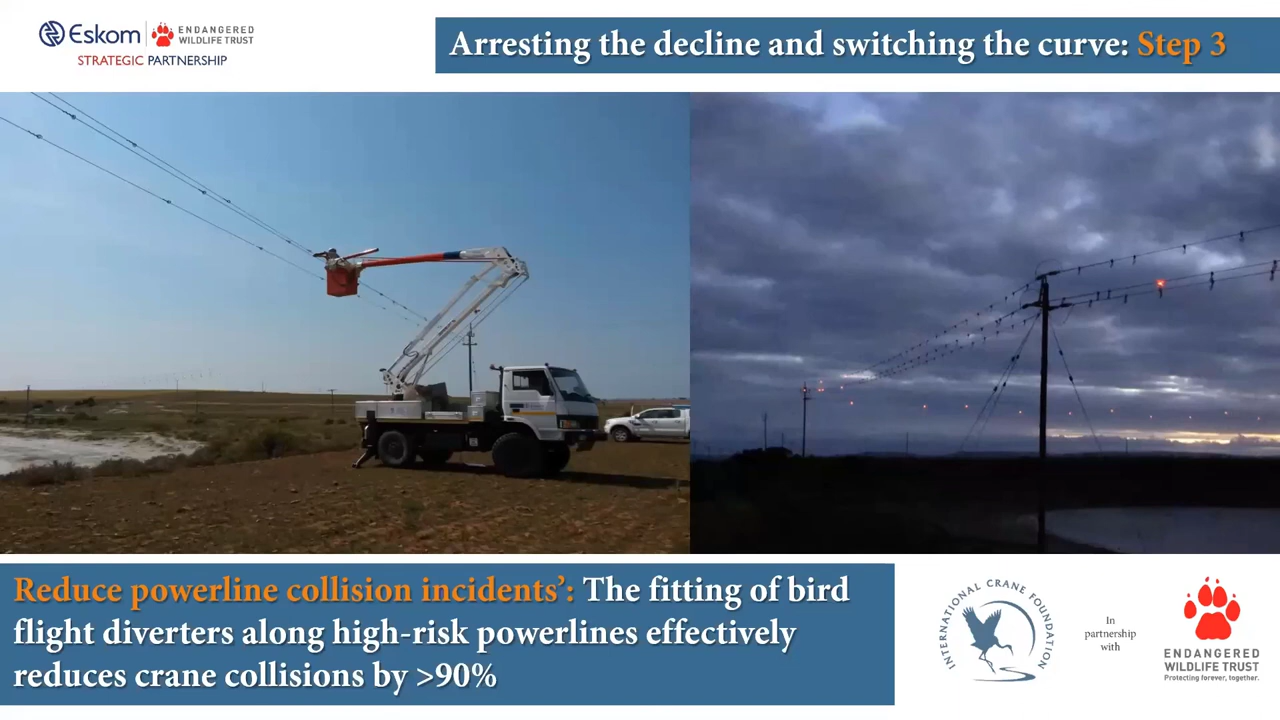 Eskom
ENDANGERED
WILDLIFE TRUST
STRATEGIC PARTNERSHIP
Arresting the decline and switching the curve: Step 3
Reduce powerline collision incidents’: The fitting of bird
flight diverters along high-risk powerlines effectively
reduces crane collisions by >90%
INTERNATIONAL CRANE FOUNDATION
In
partnership
with
ENDANGERED
WILDLIFE TRUST
Protecting forever, together.